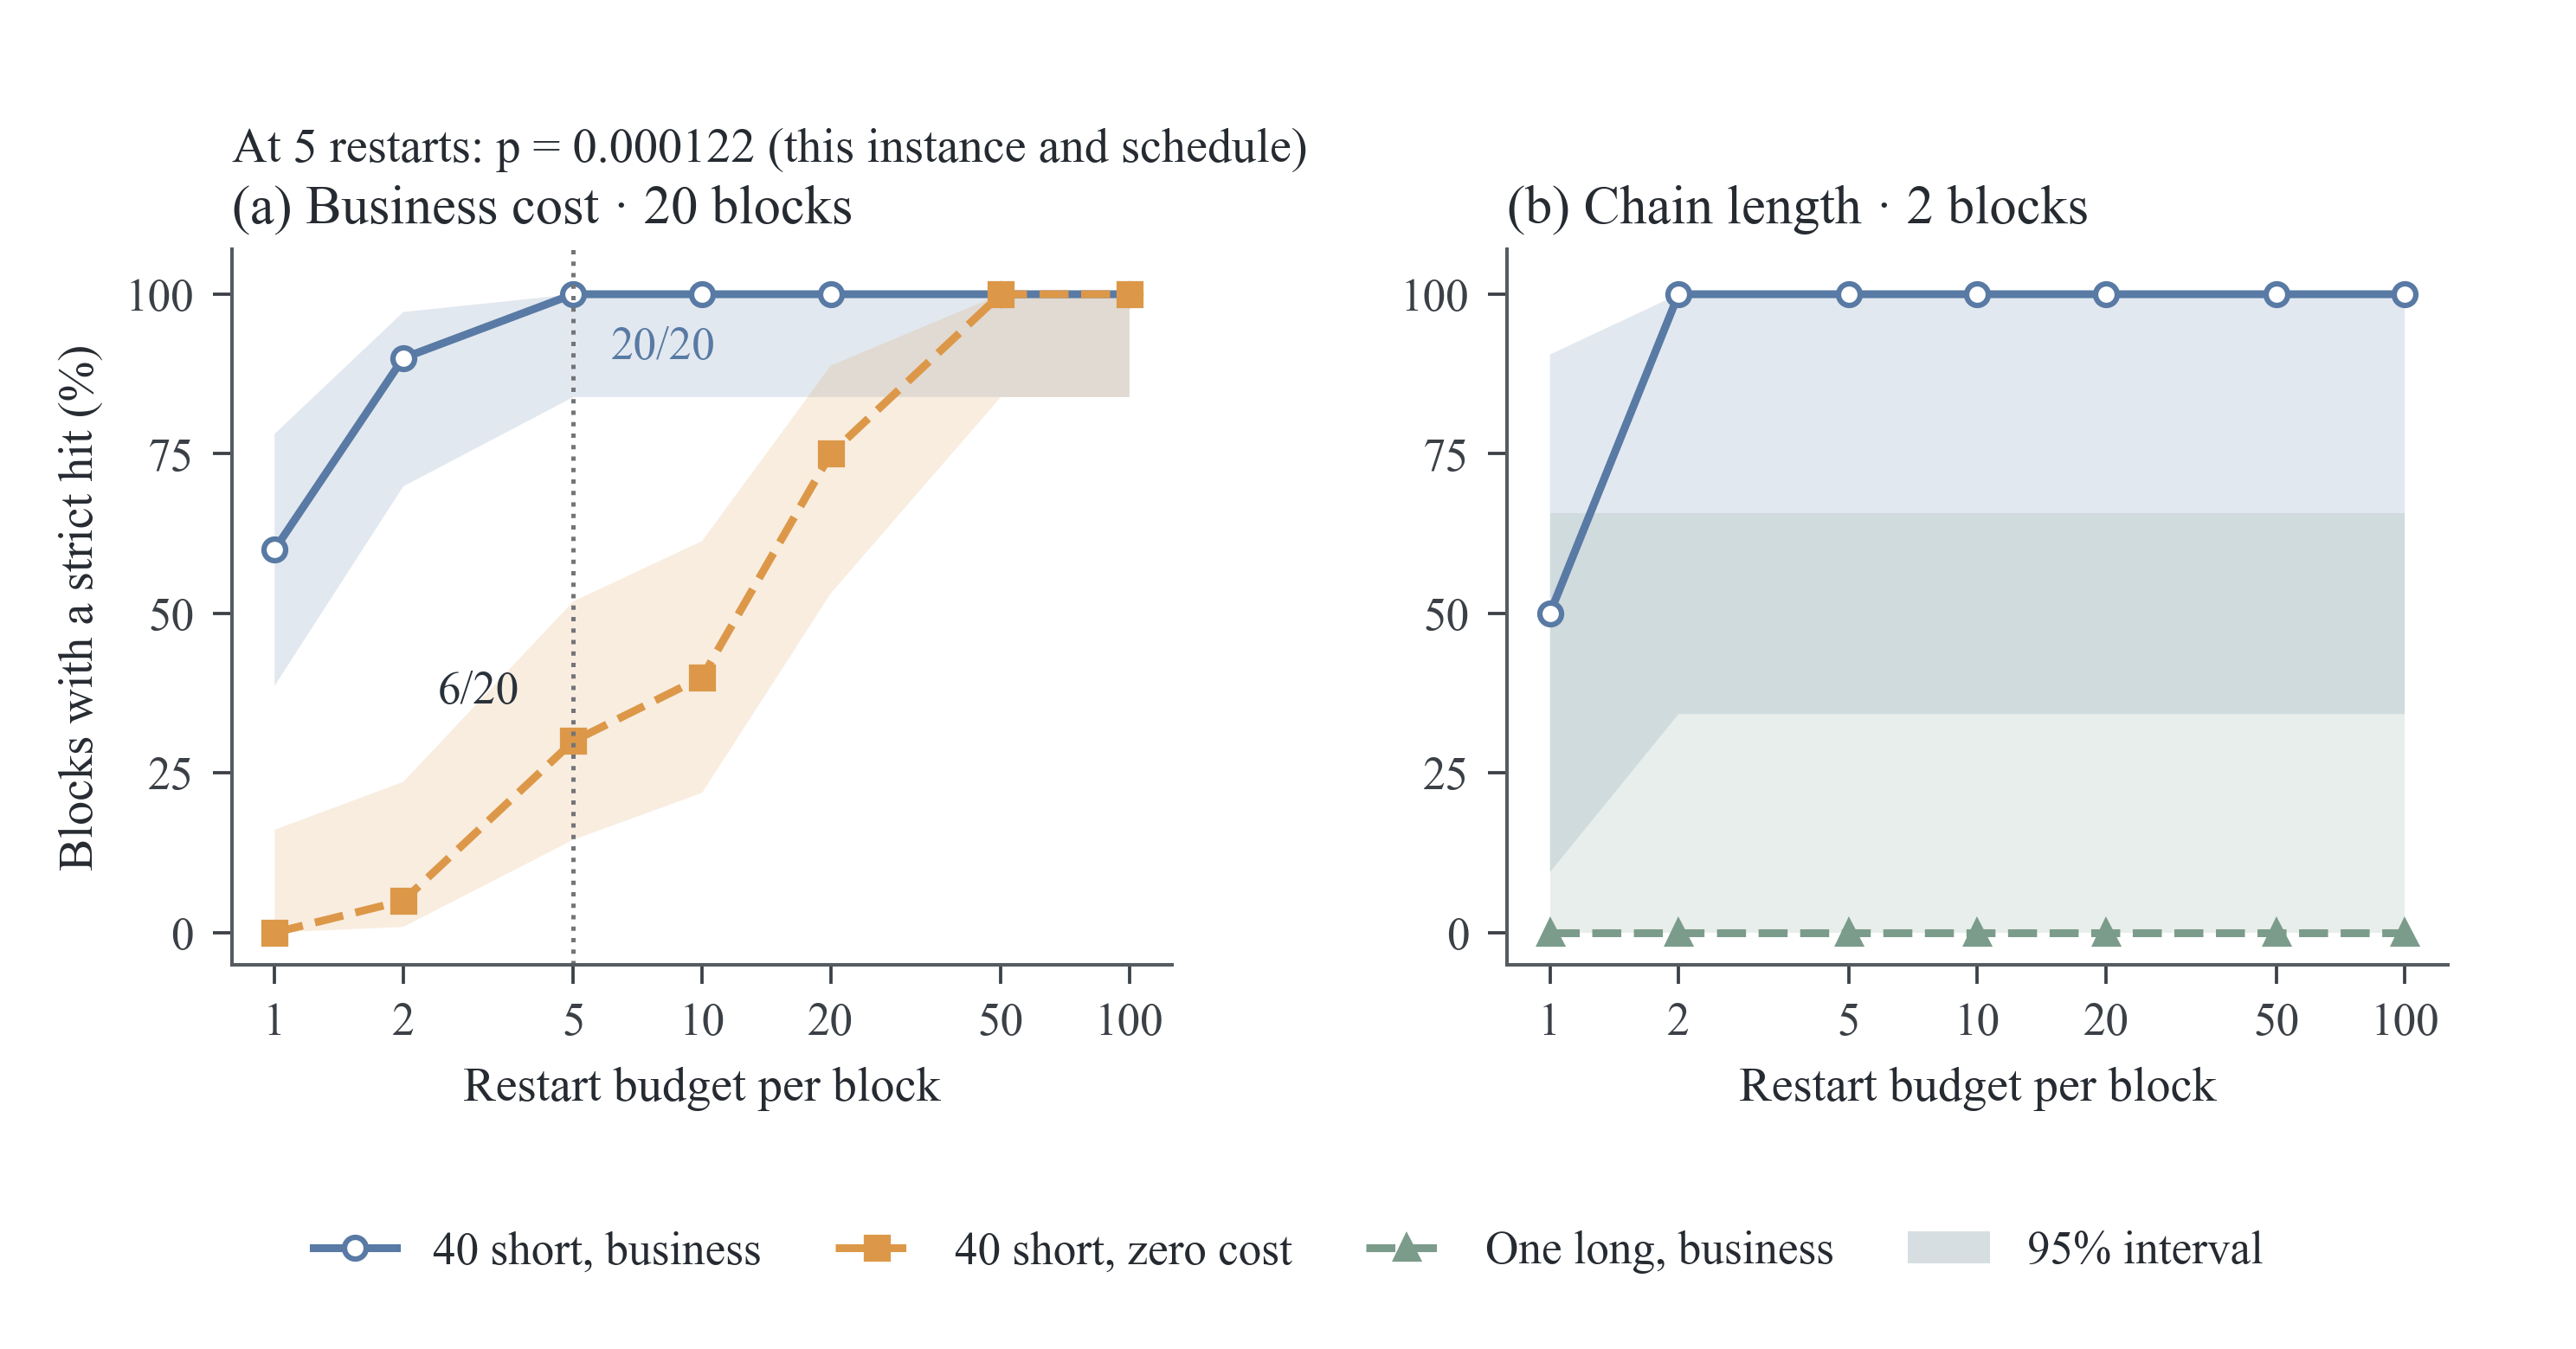 At 5 restarts: p = 0.000122 (this instance and schedule)
(a) Business cost · 20 blocks
Blocks with a strict hit (%)
100
75
50
25
0
20/20
6/20
1 2 5 10 20 50 100
Restart budget per block
(b) Chain length · 2 blocks
100
75
50
25
0
1 2 5 10 20 50 100
Restart budget per block
40 short, business
40 short, zero cost
One long, business
95% interval